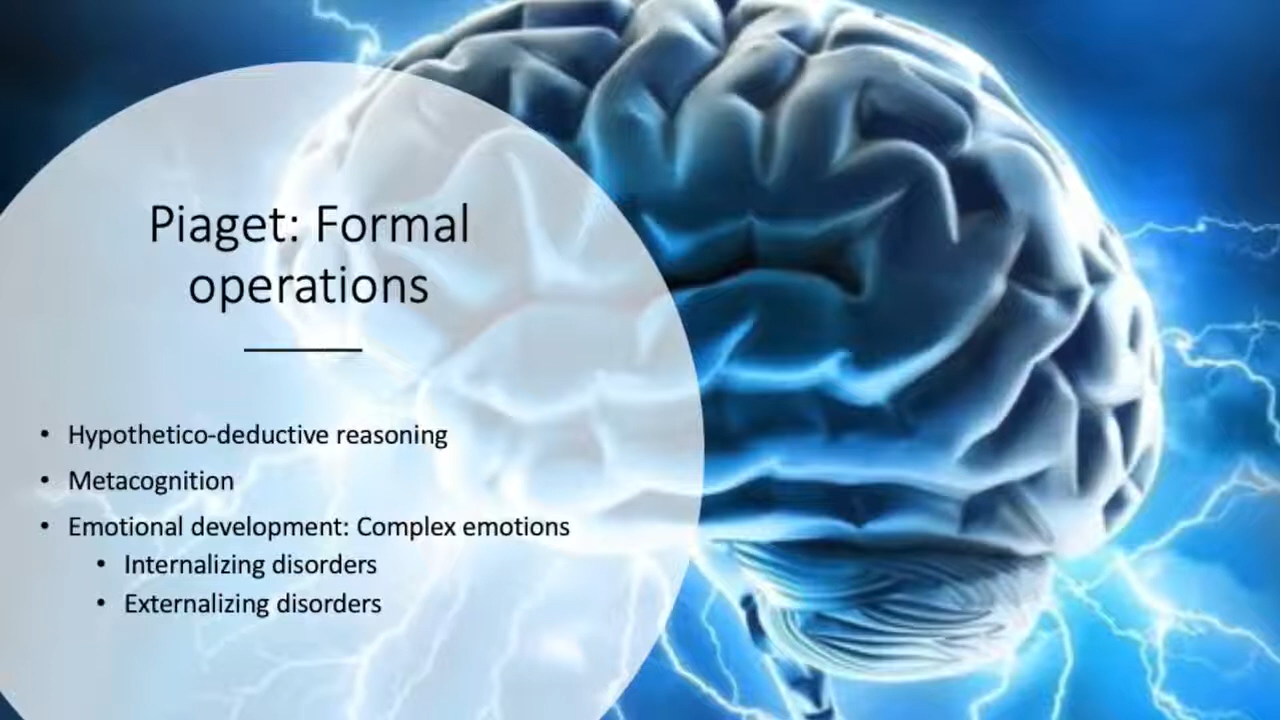 Piaget: Formal
operations
• Hypothetico-deductive reasoning
• Metacognition
• Emotional development: Complex emotions
• Internalizing disorders
• Externalizing disorders